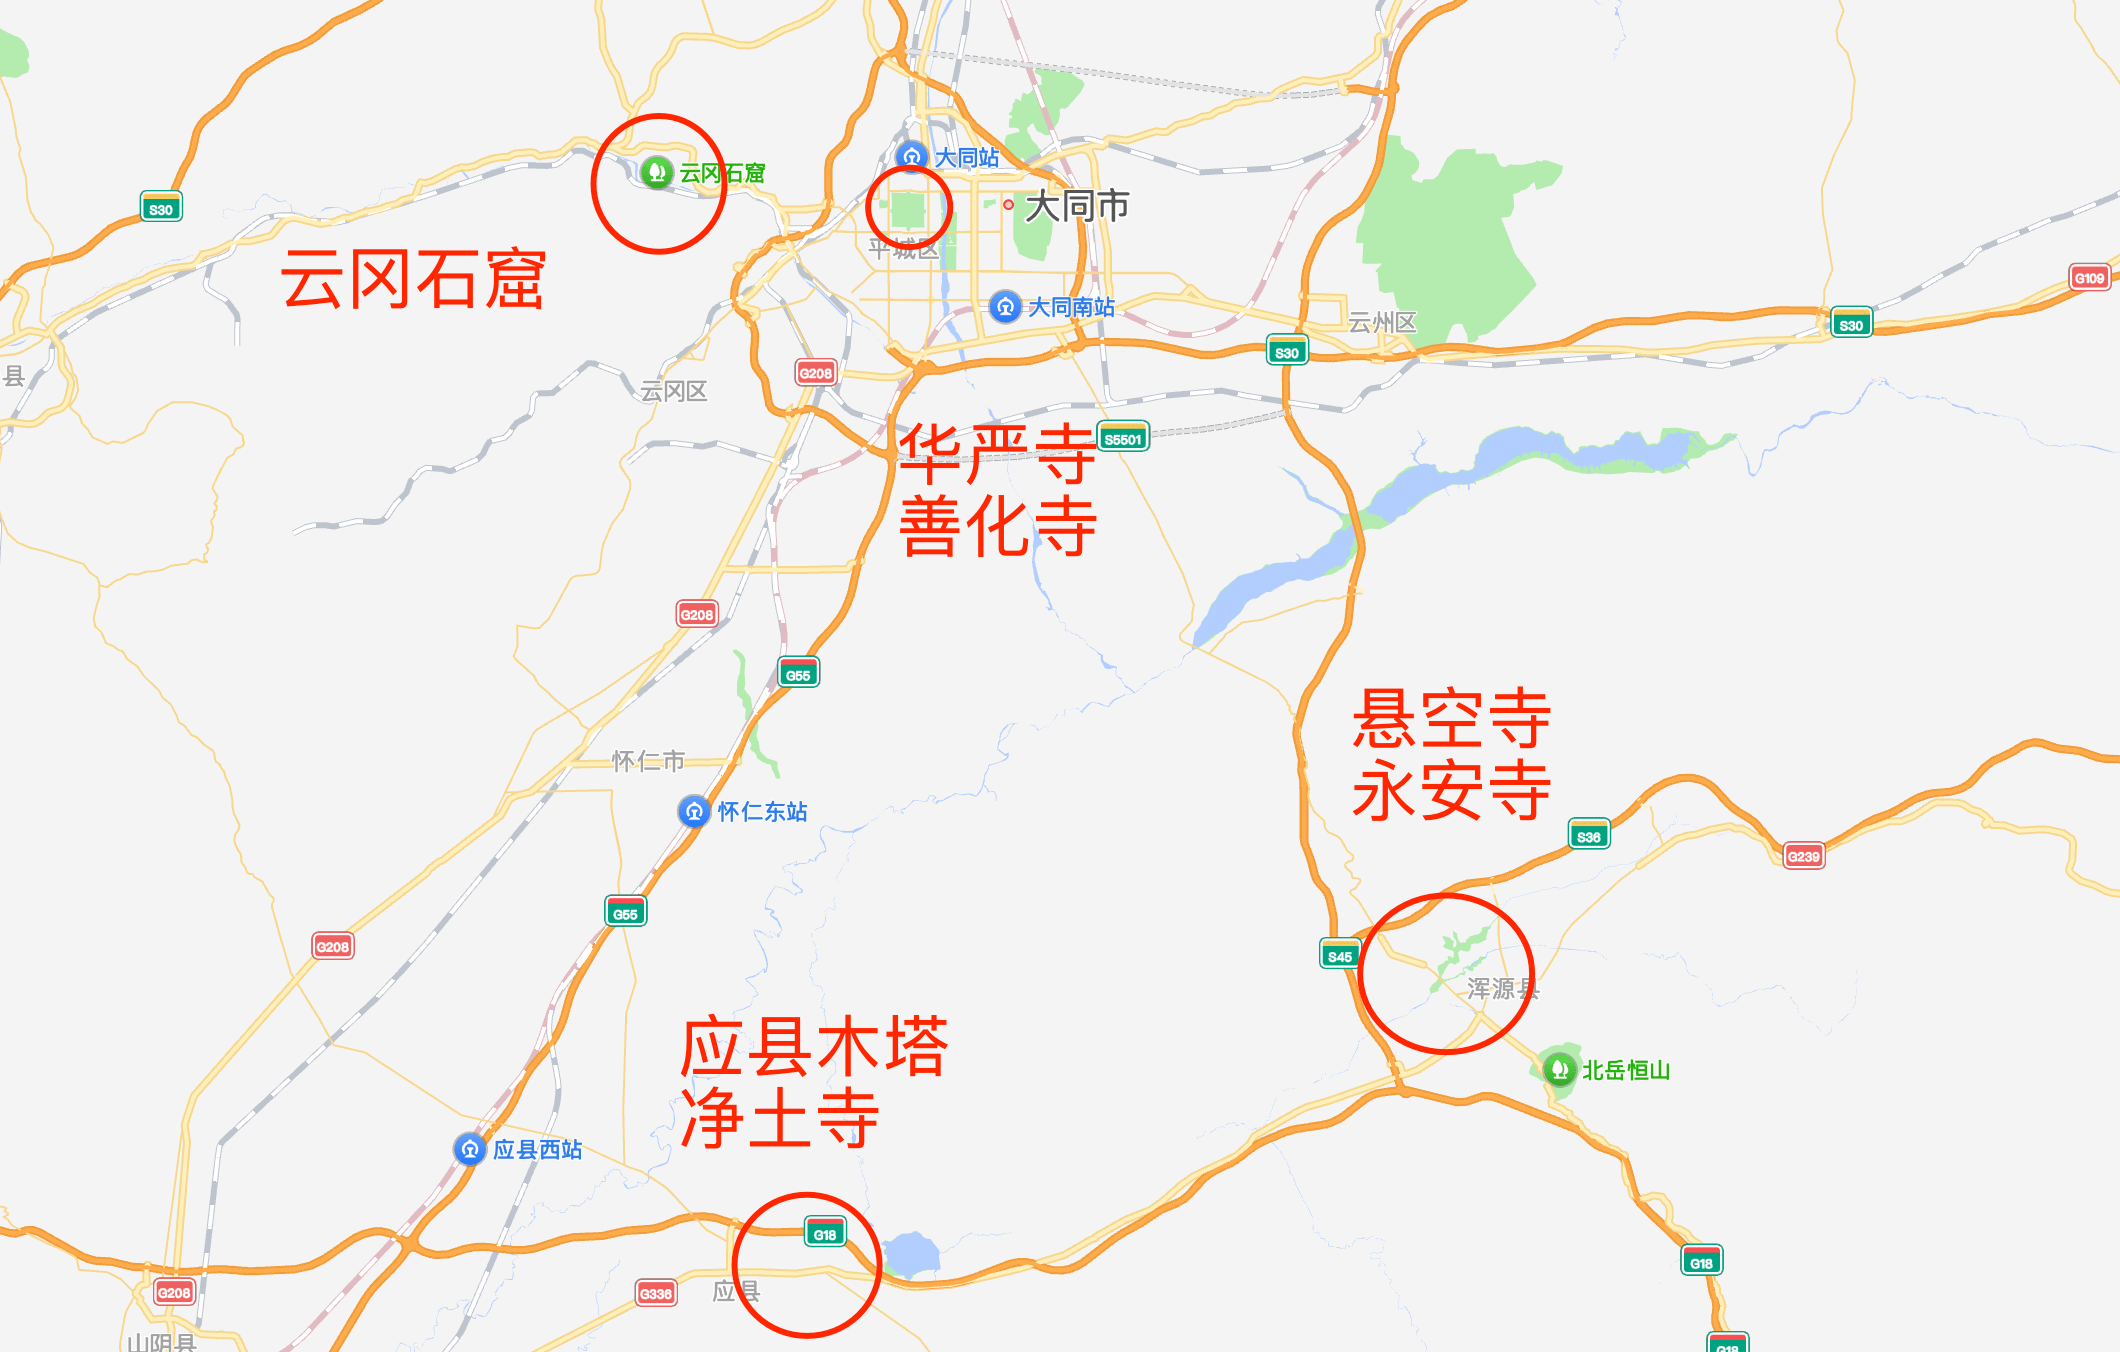 云冈石窟
大同站
S30
大同市
平城区
G109
云冈石窟
大同南站
云州区
S30
S30
县
G208
云冈区
华严寺
S5501
善化寺
G208
G55
悬空寺
怀仁市
永安寺
怀仁东站
S36
G239
G55
G208
S45
浑源县
应县木塔
北岳恒山
净土寺
应县西站
G18
G18
G208
G336
应县
山阴县
G18